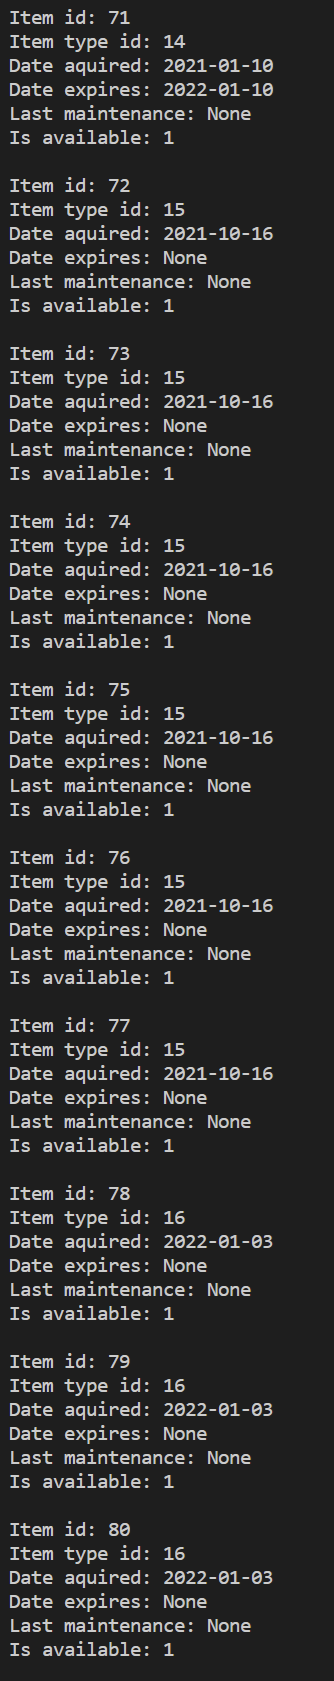 Item id: 71
Item type id: 14
Date aquired: 2021-01-10
Date expires: 2022-01-10
Last maintenance: None
Is available: 1

Item id: 72
Item type id: 15
Date aquired: 2021-10-16
Date expires: None
Last maintenance: None
Is available: 1

Item id: 73
Item type id: 15
Date aquired: 2021-10-16
Date expires: None
Last maintenance: None
Is available: 1

Item id: 74
Item type id: 15
Date aquired: 2021-10-16
Date expires: None
Last maintenance: None
Is available: 1

Item id: 75
Item type id: 15
Date aquired: 2021-10-16
Date expires: None
Last maintenance: None
Is available: 1

Item id: 76
Item type id: 15
Date aquired: 2021-10-16
Date expires: None
Last maintenance: None
Is available: 1

Item id: 77
Item type id: 15
Date aquired: 2021-10-16
Date expires: None
Last maintenance: None
Is available: 1

Item id: 78
Item type id: 16
Date aquired: 2022-01-03
Date expires: None
Last maintenance: None
Is available: 1

Item id: 79
Item type id: 16
Date aquired: 2022-01-03
Date expires: None
Last maintenance: None
Is available: 1

Item id: 80
Item type id: 16
Date aquired: 2022-01-03
Date expires: None
Last maintenance: None
Is available: 1